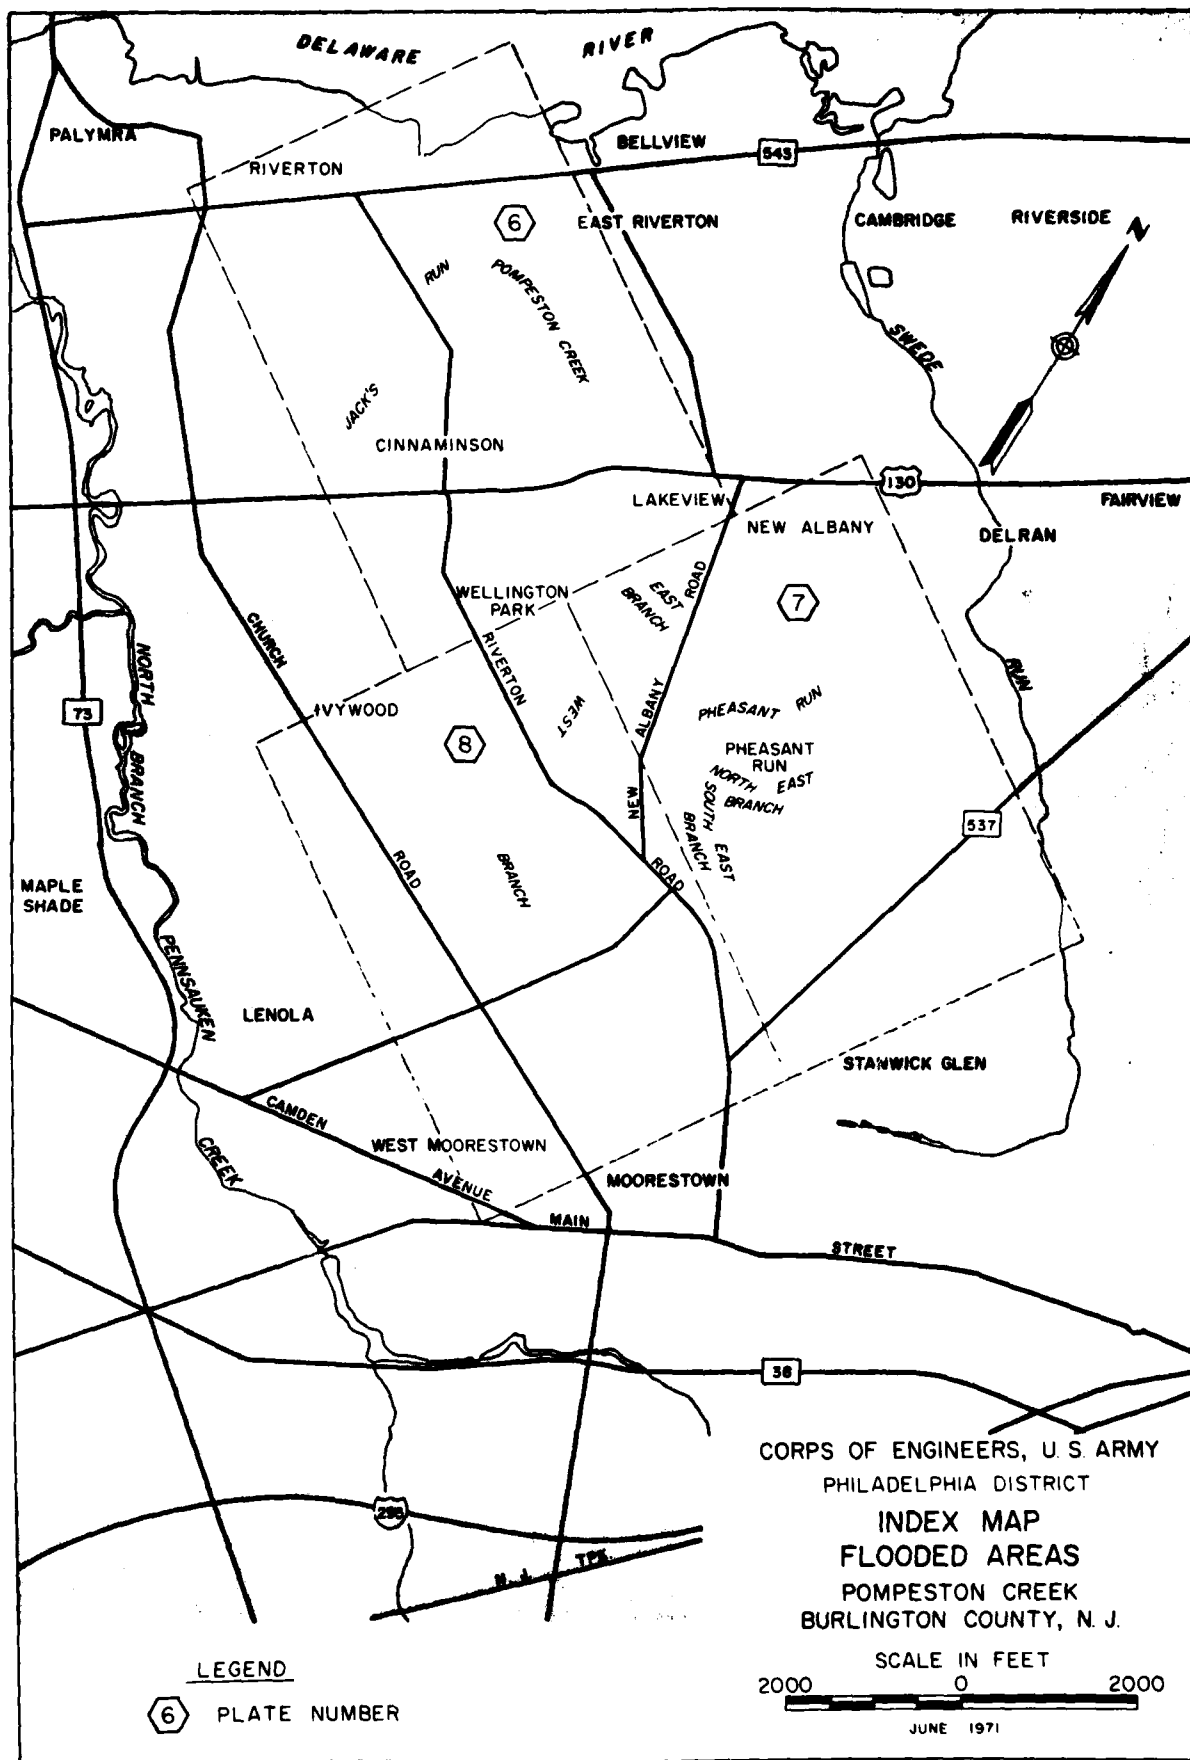 DELAWARE
RIVER
PALYMRA
BELLVIEW
543
RIVERTON
6
EAST RIVERTON
CAMBRIDGE
RIVERSIDE
N
RUN
POMPESTON CREEK
SWEDE
JACK'S
CINNAMINSON
130
LAKEVIEW
FAIRVIEW
NEW ALBANY
DELRAN
WELLINGTON
PARK
EAST
BRANCH
ROAD
7
CHURCH
RIVERTON
NORTH
BRANCH
RUN
73
IVYWOOD
WEST
ALBANY
PHEASANT RUN
8
PHEASANT
RUN
NORTH EAST
BRANCH
NEW
SOUTH EAST
BRANCH
537
MAPLE
SHADE
ROAD
BRANCH
ROAD
PENNSAUKEN
LENOLA
STANWICK GLEN
CAMDEN
WEST MOORESTOWN
CREEK
AVENUE
MOORESTOWN
MAIN
STREET
38
CORPS OF ENGINEERS, U. S. ARMY
PHILADELPHIA DISTRICT
295
INDEX MAP
FLOODED AREAS
N. J. TPK.
POMPESTON CREEK
BURLINGTON COUNTY, N. J.
SCALE IN FEET
2000 0 2000
JUNE 1971
LEGEND
6 PLATE NUMBER